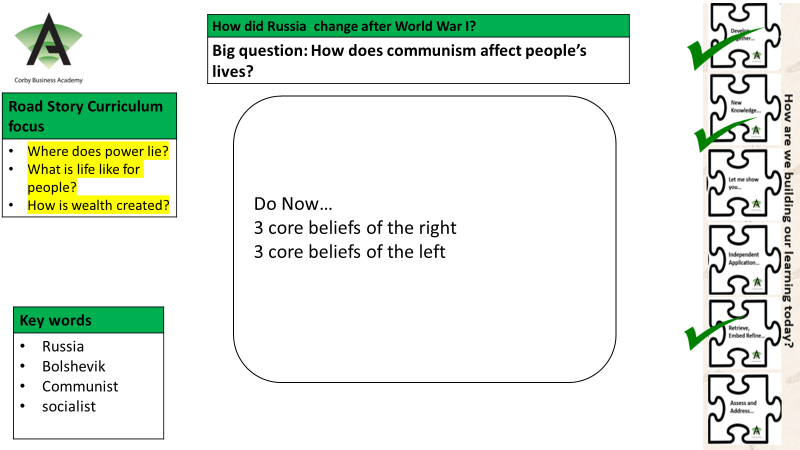 How did Russia  change after World War I?
Big question: How does communism affect people's
lives?
Corby Business Academy
Road Story Curriculum
focus
• Where does power lie?
• What is life like for
people?
• How is wealth created?
Do Now…
3 core beliefs of the right
3 core beliefs of the left
Key words
• Russia
• Bolshevik
• Communist
• socialist
Develop
Together...
New
Knowledge...
Let me show
you...
Independent
Application...
Retrieve,
Embed Refine...
Assess and
Address...
How are we building our learning today?